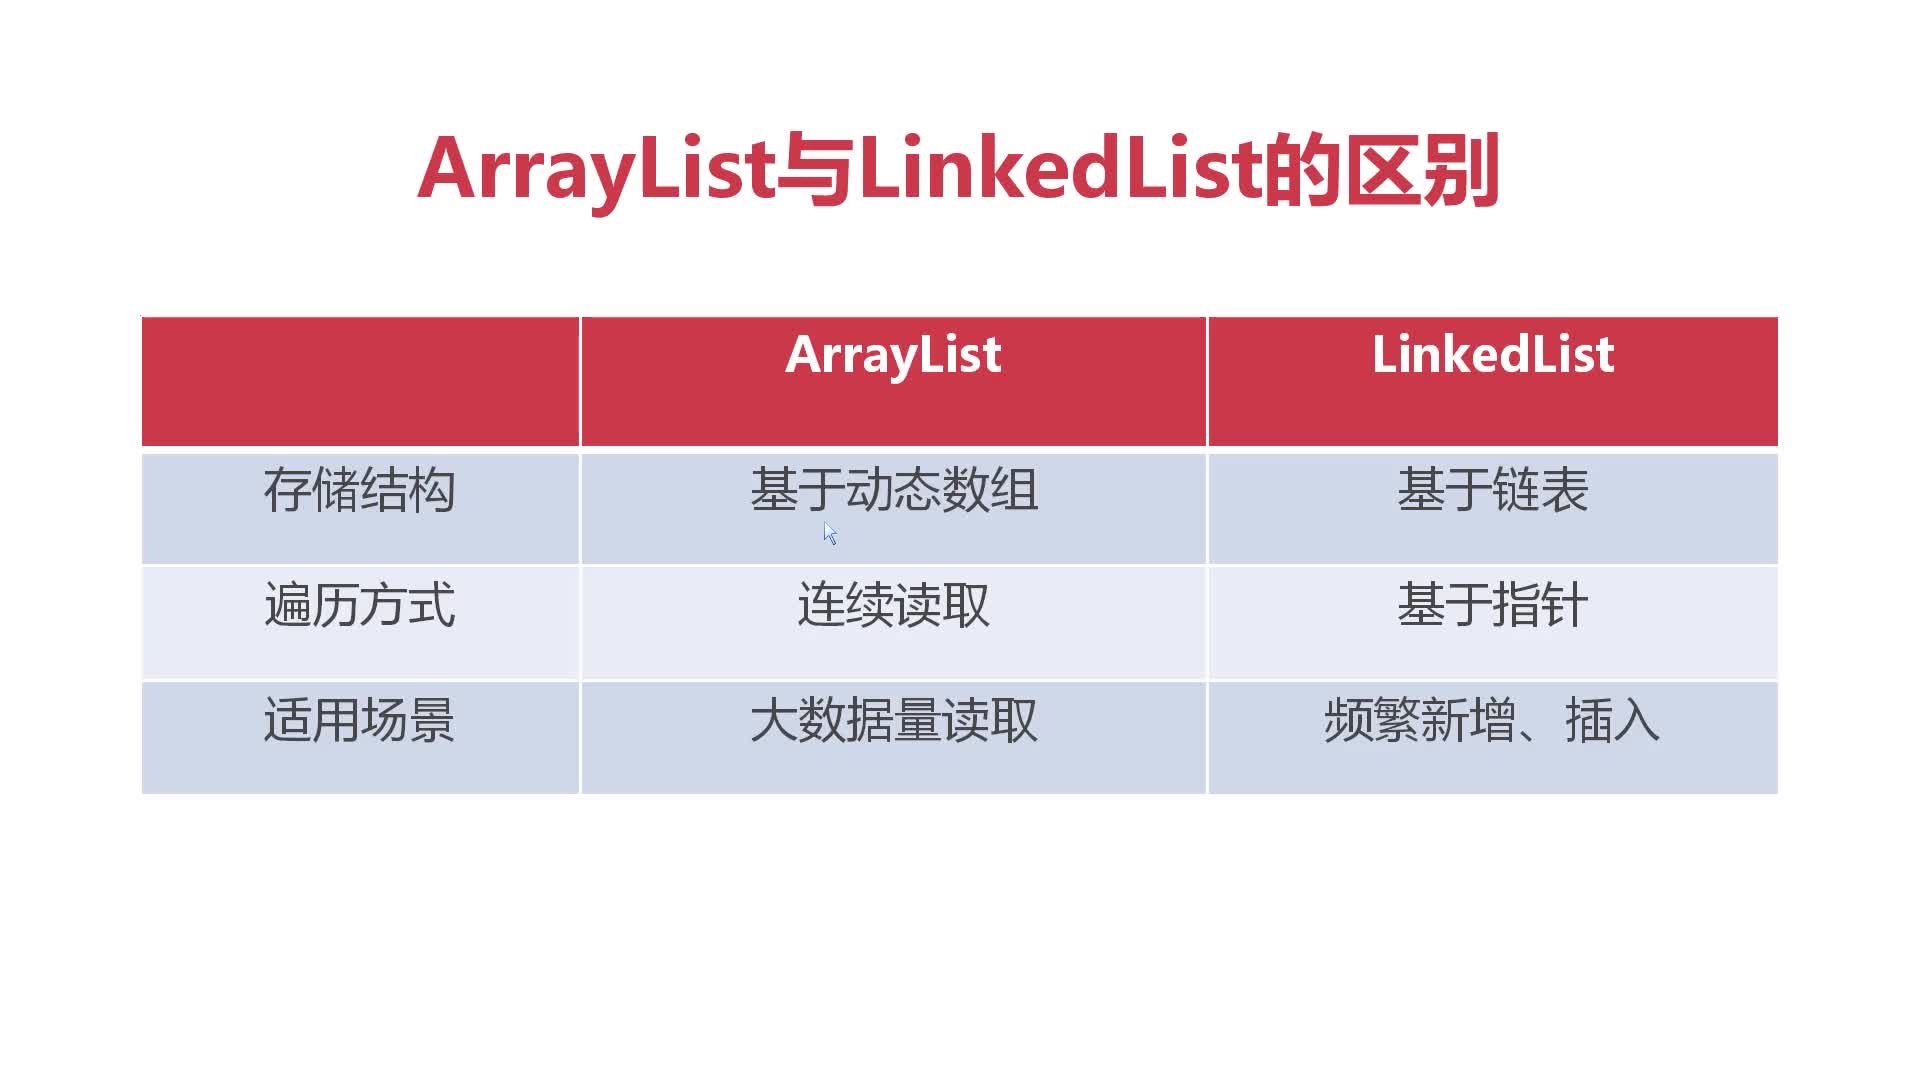 ArrayList与LinkedList的区别
ArrayList LinkedList
存储结构 基于动态数组 基于链表
遍历方式 连续读取 基于指针
适用场景 大数据量读取 频繁新增、插入